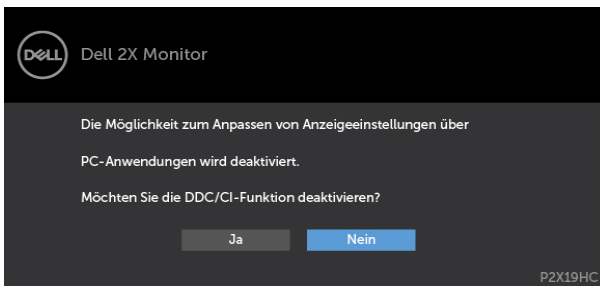 DELL
Dell 2X Monitor
Die Möglichkeit zum Anpassen von Anzeigeeinstellungen über
PC-Anwendungen wird deaktiviert.
Möchten Sie die DDC/CI-Funktion deaktivieren?
Ja Nein
P2X19HC